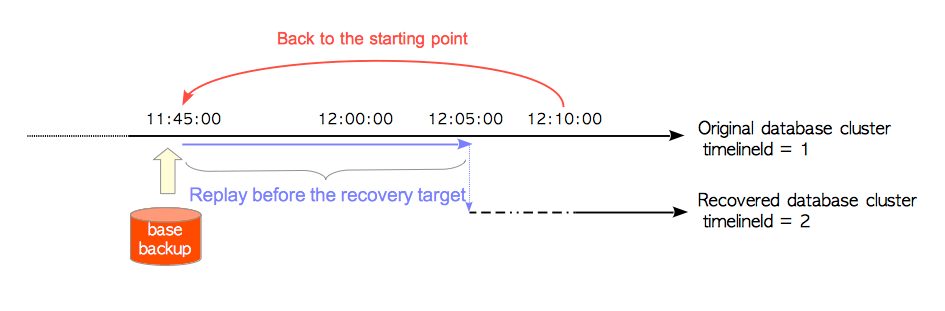 Back to the starting point
11:45:00 12:00:00 12:05:00 12:10:00
Original database cluster
timelineId = 1
Replay before the recovery target
Recovered database cluster
timelineId = 2
base
backup